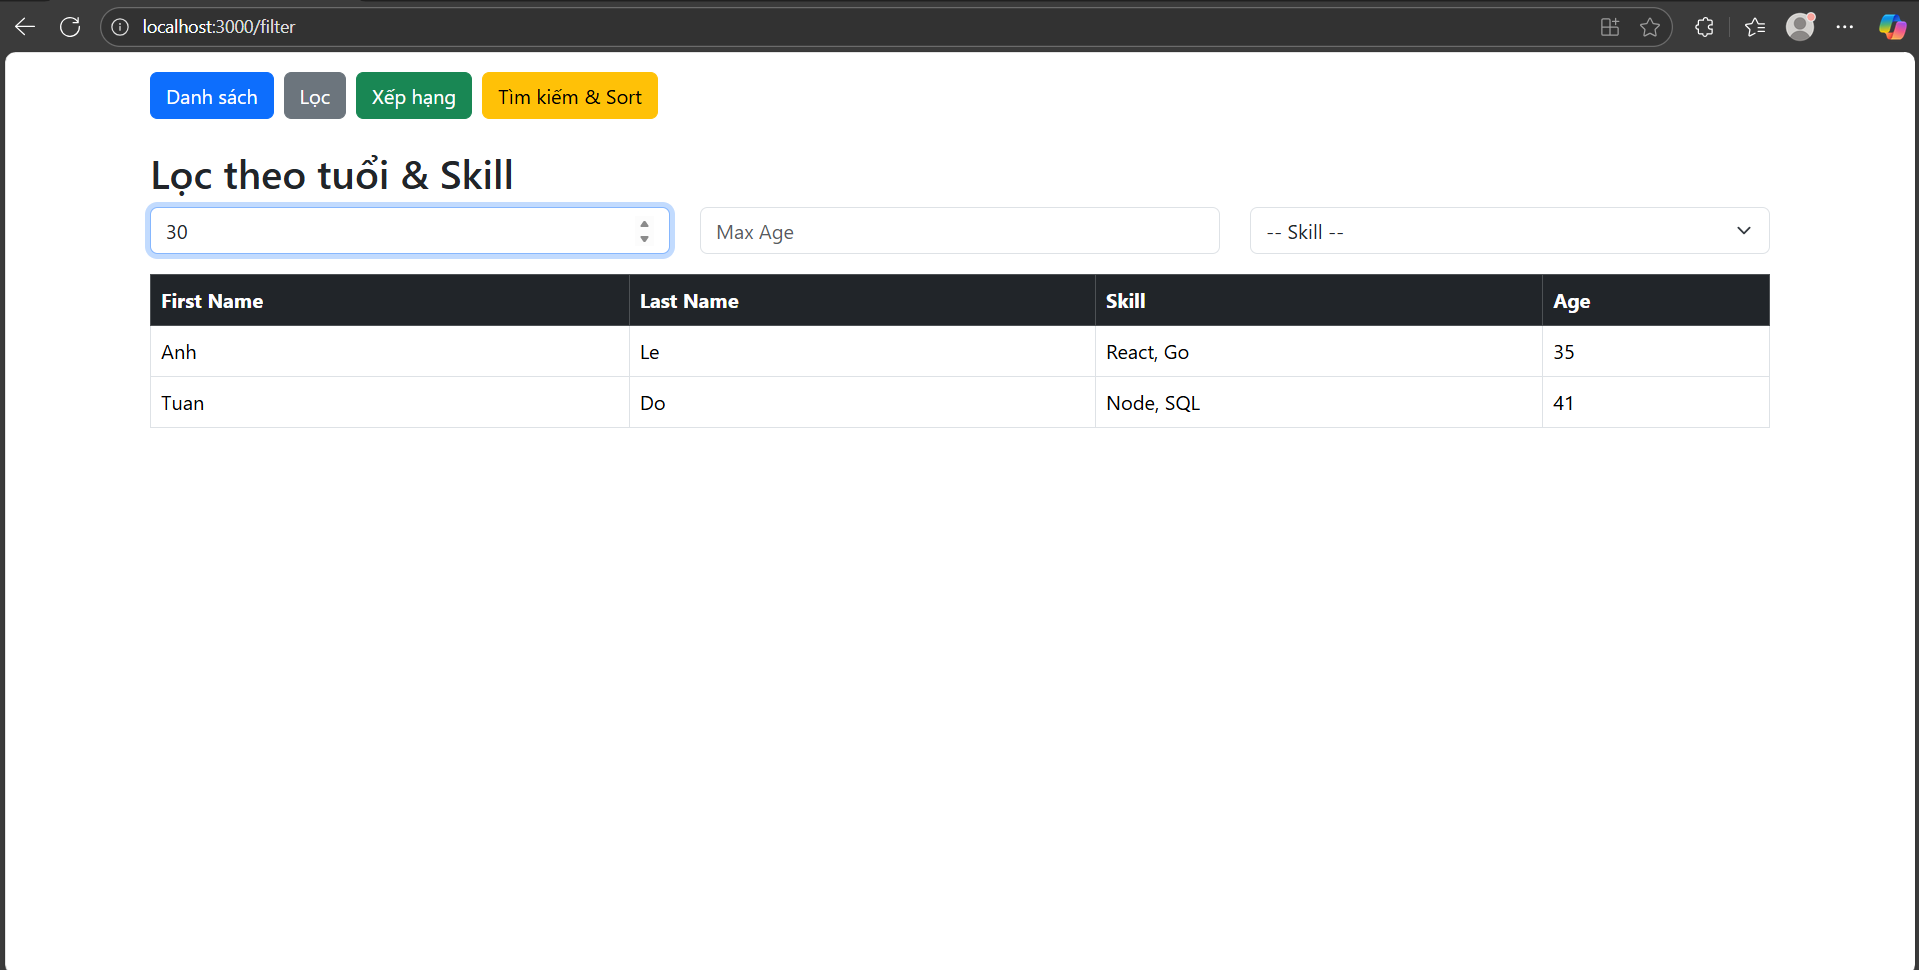 localhost:3000/filter
Danh sách Lọc Xếp hạng Tìm kiếm & Sort
Lọc theo tuổi & Skill
30 Max Age -- Skill --
First Name Last Name Skill Age
Anh Le React, Go 35
Tuan Do Node, SQL 41